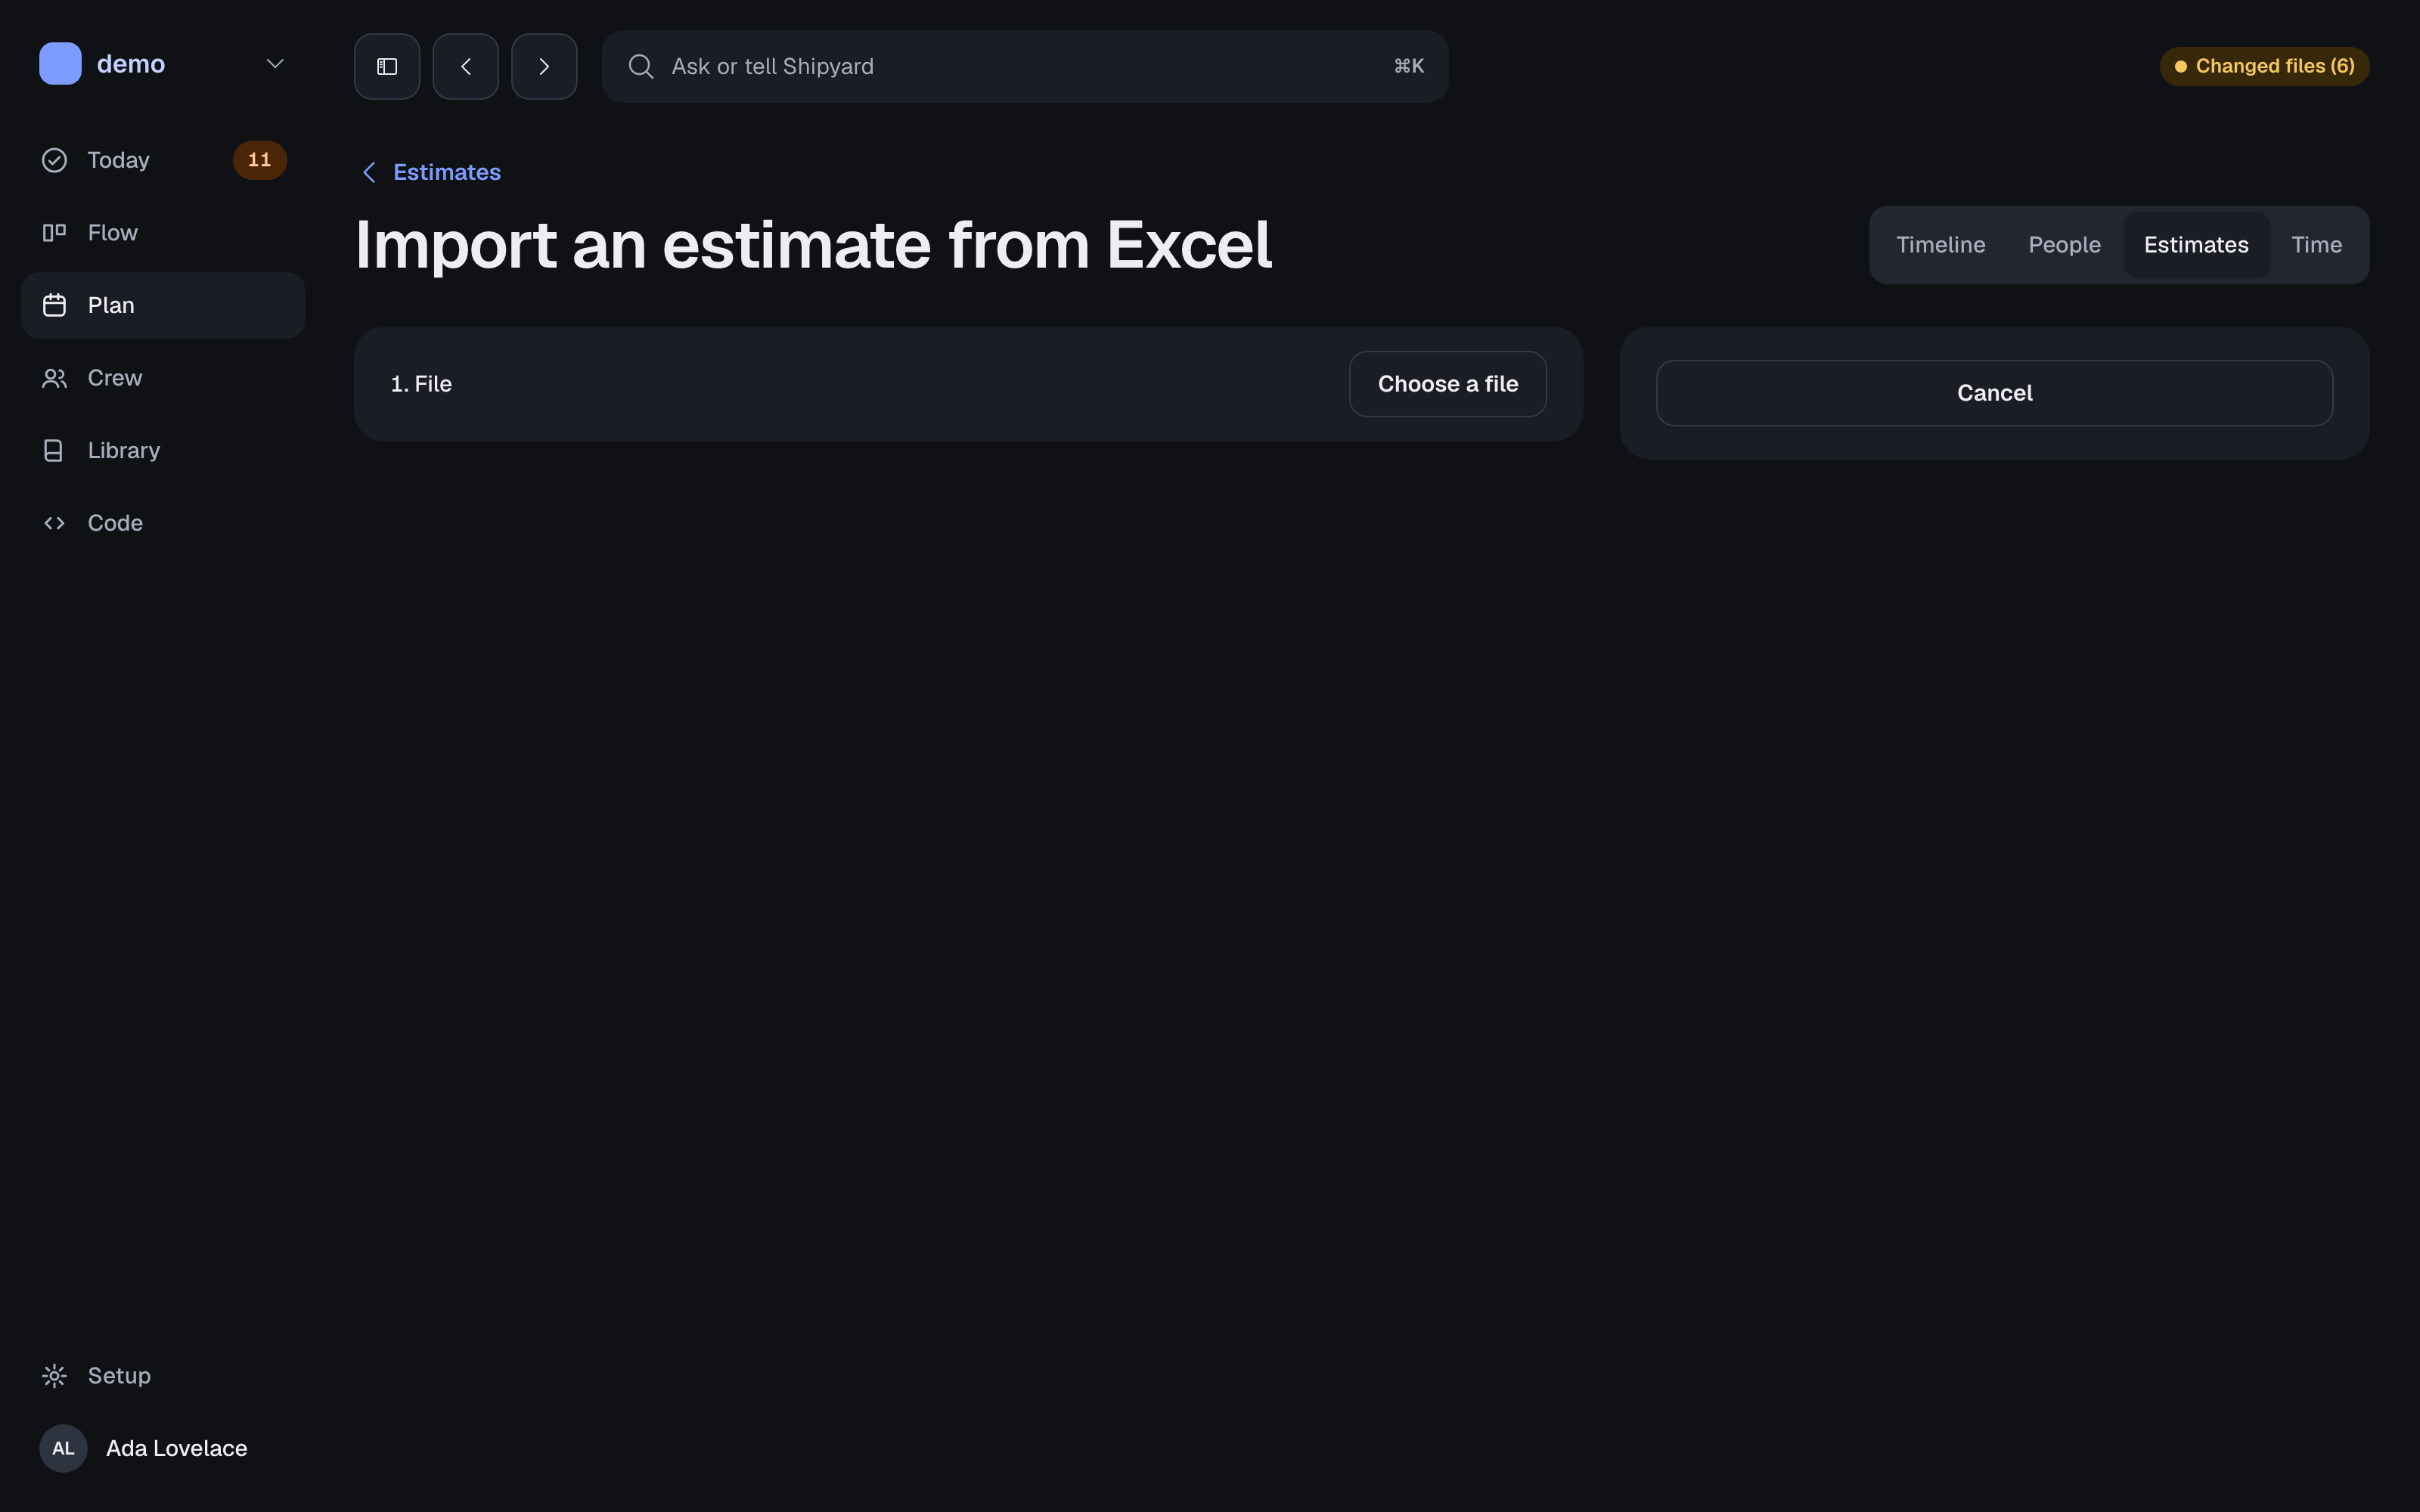 demo
Ask or tell Shipyard
⌘K
Changed files (6)
Today
11
Flow
Plan
Crew
Library
Code
Estimates
Import an estimate from Excel
Timeline
People
Estimates
Time
1. File
Choose a file
Cancel
Setup
AL
Ada Lovelace